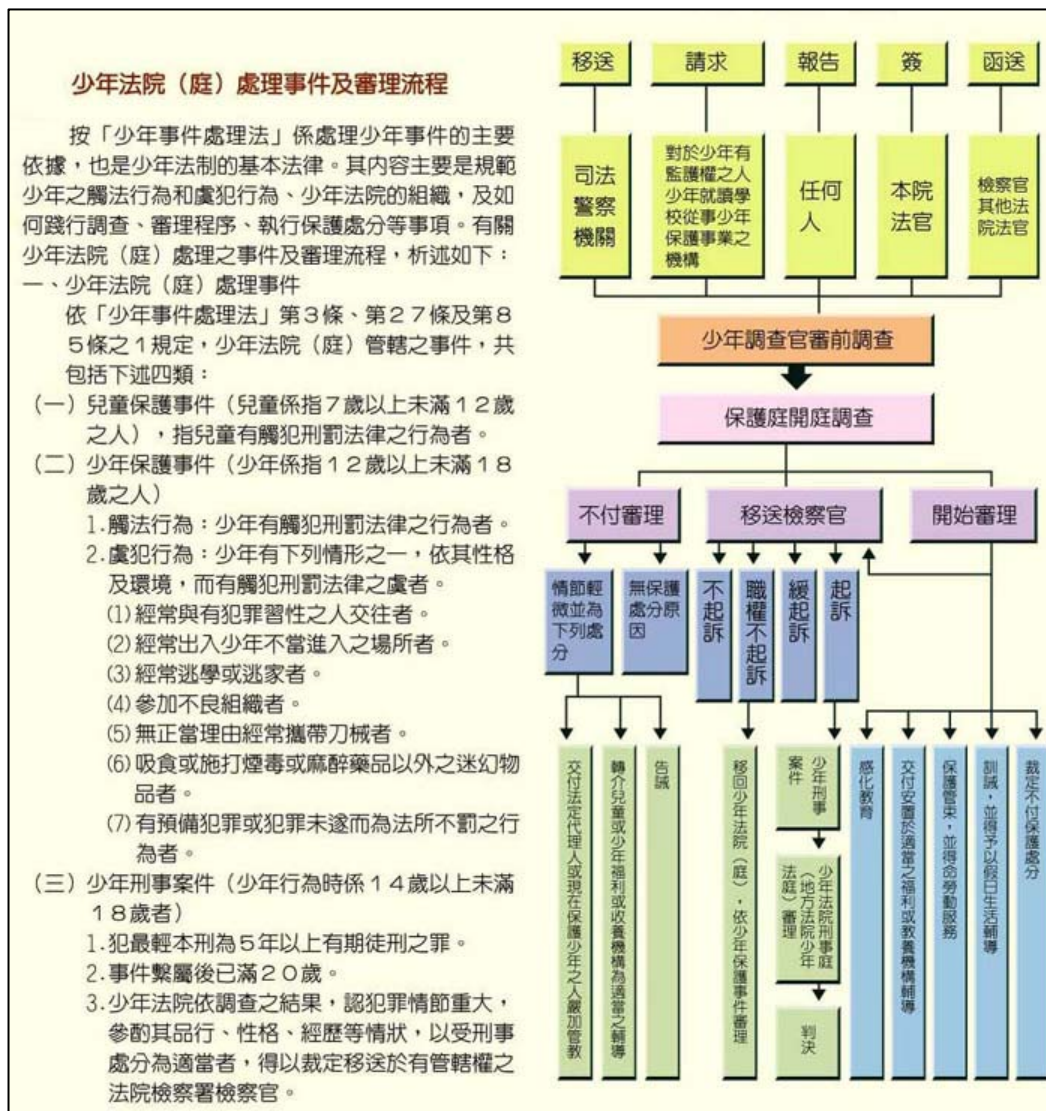 少年法院（庭）處理事件及審理流程
按「少年事件處理法」係處理少年事件的主要
依據，也是少年法制的基本法律。其內容主要是規範
少年之觸法行為和虞犯行為、少年法院的組織，及如
何踐行調查、審理程序、執行保護處分等事項。有關
少年法院（庭）處理之事件及審理流程，析述如下：
一、少年法院（庭）處理事件
依「少年事件處理法」第3條、第27條及第8
5條之1規定，少年法院（庭）管轄之事件，共
包括下述四類：
（一）兒童保護事件（兒童係指7歲以上未滿12歲
之人），指兒童有觸犯刑罰法律之行為者。
（二）少年保護事件（少年係指12歲以上未滿18
歲之人）
1.觸法行為：少年有觸犯刑罰法律之行為者。
2.虞犯行為：少年有下列情形之一，依其性格
及環境，而有觸犯刑罰法律之虞者。
(1)經常與有犯罪習性之人交往者。
(2)經常出入少年不當進入之場所者。
(3)經常逃學或逃家者。
(4)參加不良組織者。
(5)無正當理由經常攜帶刀械者。
(6)吸食或施打煙毒或麻醉藥品以外之迷幻物
品者。
(7)有預備犯罪或犯罪未遂而為法所不罰之行
為者。
（三）少年刑事案件（少年行為時係14歲以上未滿
18歲者）
1.犯最輕本刑為5年以上有期徒刑之罪。
2.事件繫屬後已滿20歲。
3.少年法院依調查之結果，認犯罪情節重大，
參酌其品行、性格、經歷等情狀，以受刑事
處分為適當者，得以裁定移送於有管轄權之
法院檢察署檢察官。
移送
請求
報告
簽
函送
司法
警察
機關
對於少年有
監護權之人
少年就讀學
校從事少年
保護事業之
機構
任何
人
本院
法官
檢察官
其他法
院法官
少年調查官審前調查
保護庭開庭調查
不付審理
移送檢察官
開始審理
情節輕
微並為
下列處
分
無保護
處分原
因
不起訴
職權不起訴
緩起訴
起訴
交付法定代理人或現在保護少年之人嚴加管教
轉介兒童或少年福利或收養機構為適當之輔導
告誡
移回少年法院（庭），依少年保護事件審理
少年刑事
案件
少年法院刑事庭
（地方法院少年
法庭）審理
判決
感化教育
交付安置於適當之福利或教養機構輔導
保護管束，並得命勞動服務
訓誡，並得予以假日生活輔導
裁定不付保護處分